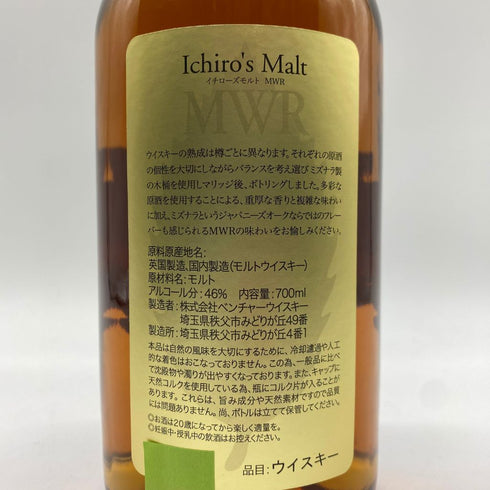 Ichiro's Malt
イチローズモルト MWR
MWR
ウイスキーの熟成は樽ごとに異なります。それぞれの原酒
の個性を大切にしながらバランスを考え選びミズナラ製
の木桶を使用しマリッジ後、ボトリングしました。多彩な
原酒を使用することによる、重厚な香りと複雑な味わい
に加え、ミズナラというジャパニーズオークならではのフレー
バーも感じられるMWRの味わいをお愉しみください。
原料原産地名：
英国製造、国内製造（モルトウイスキー）
原材料名：モルト
アルコール分：46%　内容量：700ml
製造者：株式会社ベンチャーウイスキー
埼玉県秩父市みどりが丘49番
製造所：埼玉県秩父市みどりが丘4番1
本品は自然の風味を大切にするために、冷却濾過や人工
的な着色はおこなっておりません。この為、一般品に比べ
て沈殿物や濁りが出やすくなっております。また、キャップに
天然コルクを使用している為、瓶にコルク片が入ることが
あります。これらは、旨み成分や天然素材ですので品質
には問題ありません。尚、ボトルは立てて保管してください。
◎お酒は20歳になってから楽しく適量を。
◎妊娠中・授乳中の飲酒はお控えください。
品目：ウイスキー